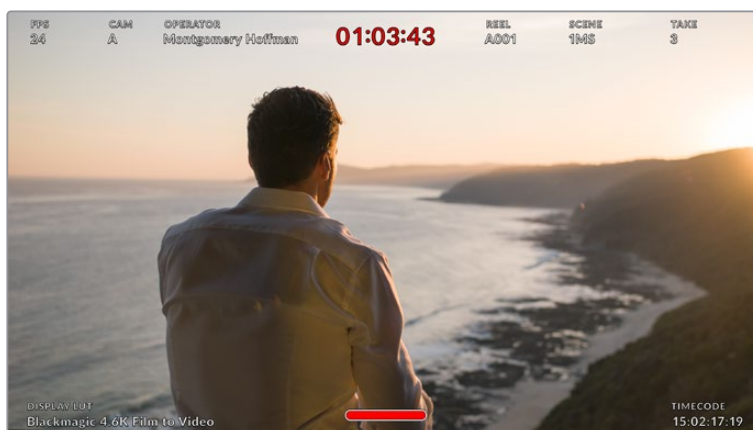 FPS CAM OPERATOR 01:03:43 REEL SCENE TAKE
24 A Montgomery Hoffman A001 1MS 3
DISPLAY LUT TIMECODE
Blackmagic 4.6K Film to Video 15:02:17:19